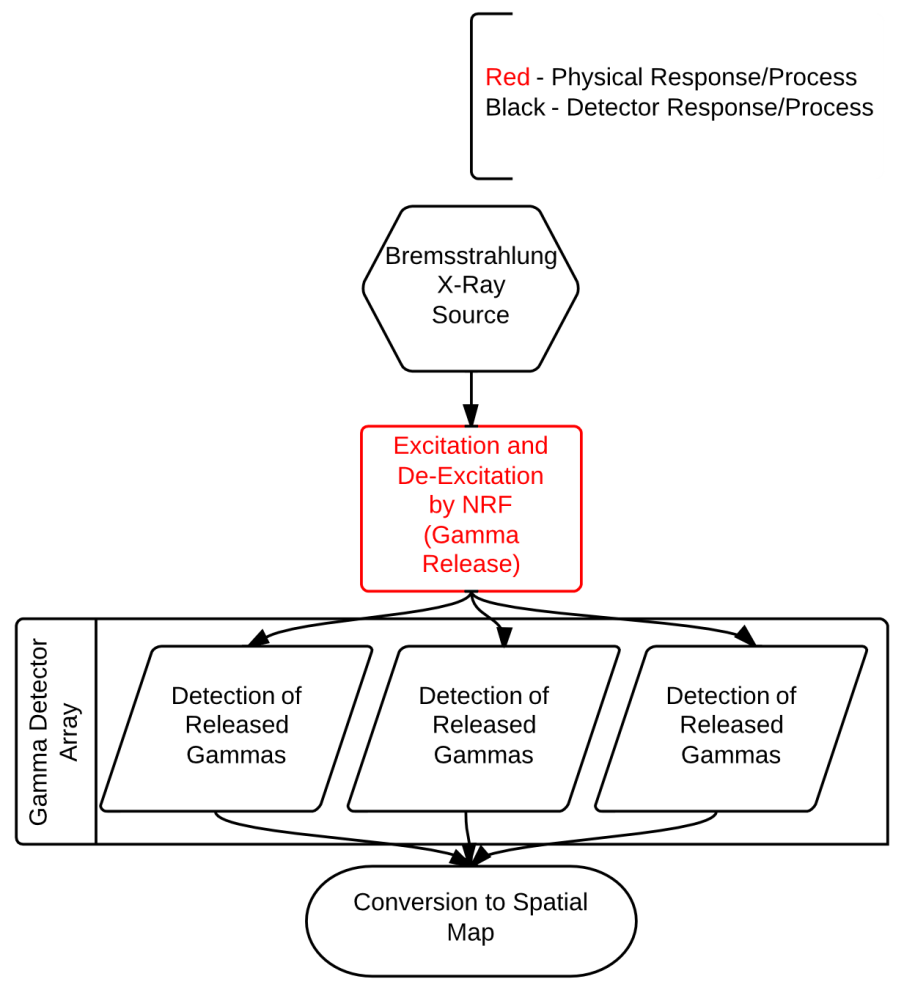 Red - Physical Response/Process
Black - Detector Response/Process
Bremsstrahlung
X-Ray
Source
Excitation and
De-Excitation
by NRF
(Gamma
Release)
Gamma Detector
Array
Detection of
Released
Gammas
Detection of
Released
Gammas
Detection of
Released
Gammas
Conversion to Spatial
Map